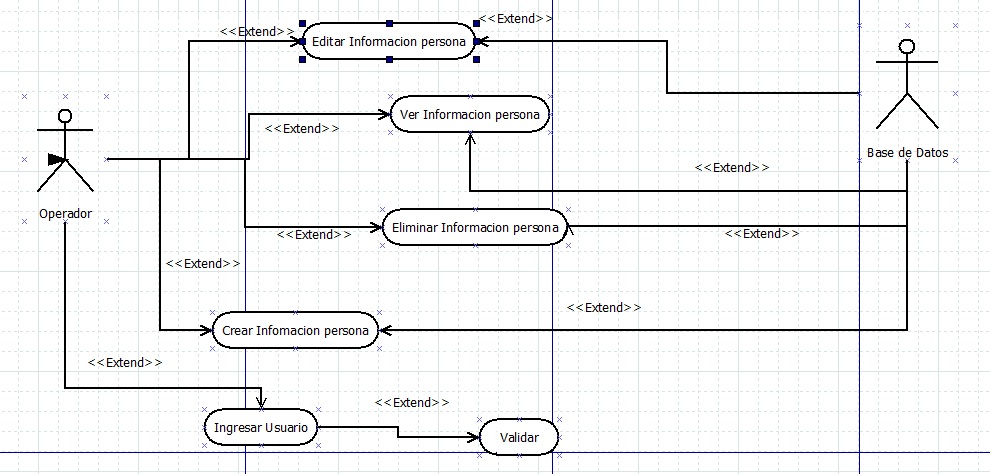 <<Extend>>
<<Extend>>
Editar Informacion persona
Ver Informacion persona
<<Extend>>
Base de Datos
<<Extend>>
Operador
Eliminar Informacion persona
<<Extend>>
<<Extend>>
<<Extend>>
<<Extend>>
Crear Infomacion persona
<<Extend>>
<<Extend>>
Ingresar Usuario
Validar